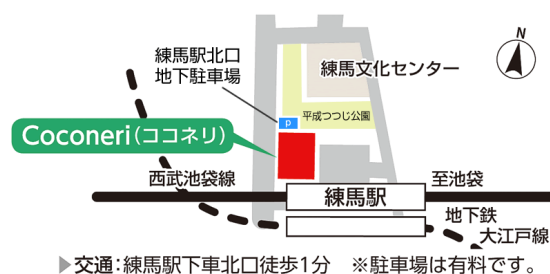 N
練馬駅北口
地下駐車場
練馬文化センター
平成つつじ公園
P
Coconeri(ココネリ)
西武池袋線
練馬駅
至池袋
地下鉄
大江戸線
▶交通:練馬駅下車北口徒歩1分 ※駐車場は有料です。